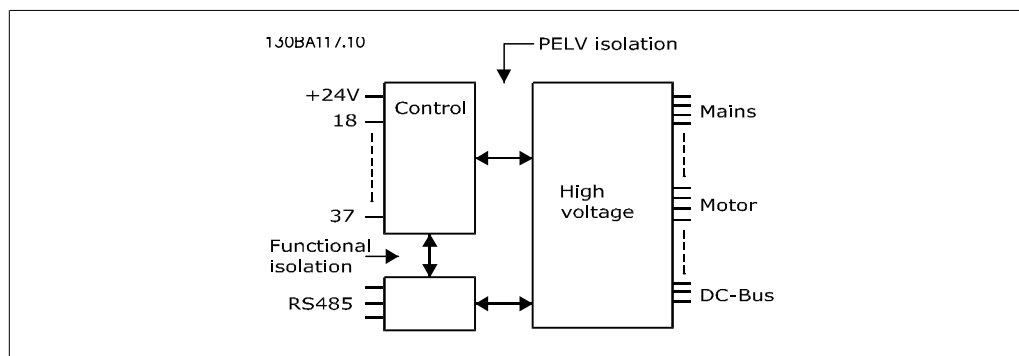 130BA117.10
PELV isolation
+24V
Control
18
Mains
High
voltage
37
Motor
Functional
isolation
RS485
DC-Bus